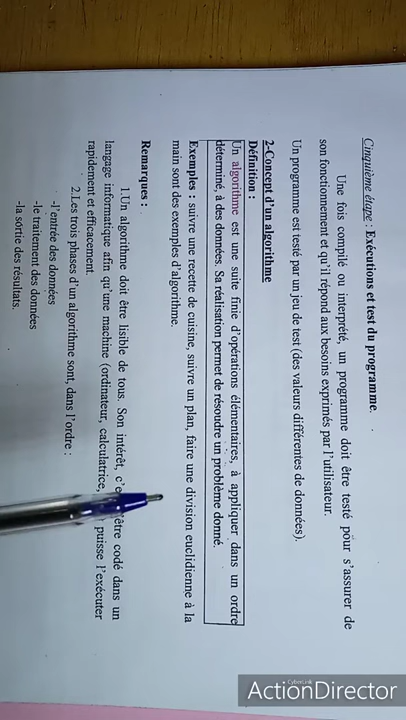 Cinquième étape : Exécutions et test du programme.
Une fois compilé ou interprété, un programme doit être testé pour s'assurer de
son fonctionnement et qu'il répond aux besoins exprimés par l'utilisateur.
Un programme est testé par un jeu de test (des valeurs différentes de données).
2-Concept d'un algorithme
Définition :
Un algorithme est une suite finie d'opérations élémentaires, à appliquer dans un ordre
déterminé, à des données. Sa réalisation permet de résoudre un problème donné.
Exemples : suivre une recette de cuisine, suivre un plan, faire une division euclidienne à la
main sont des exemples d'algorithme.
Remarques :
1.Un algorithme doit être lisible de tous. Son intérêt, c'e être codé dans un
langage informatique afin qu'une machine (ordinateur, calculatrice, puisse l'exécuter
rapidement et efficacement.
2.Les trois phases d'un algorithme sont, dans l'ordre :
-l'entrée des données
-le traitement des données
-la sortie des résultats.
CyberLink
ActionDirector